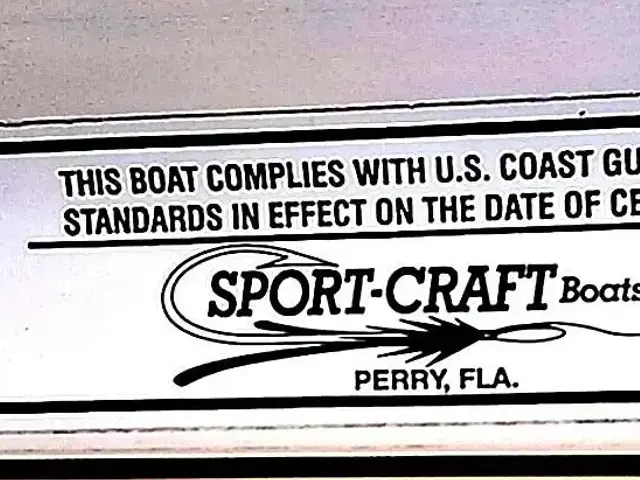 THIS BOAT COMPLIES WITH U.S. COAST GU
STANDARDS IN EFFECT ON THE DATE OF CE
SPORT-CRAFT Boats
PERRY, FLA.